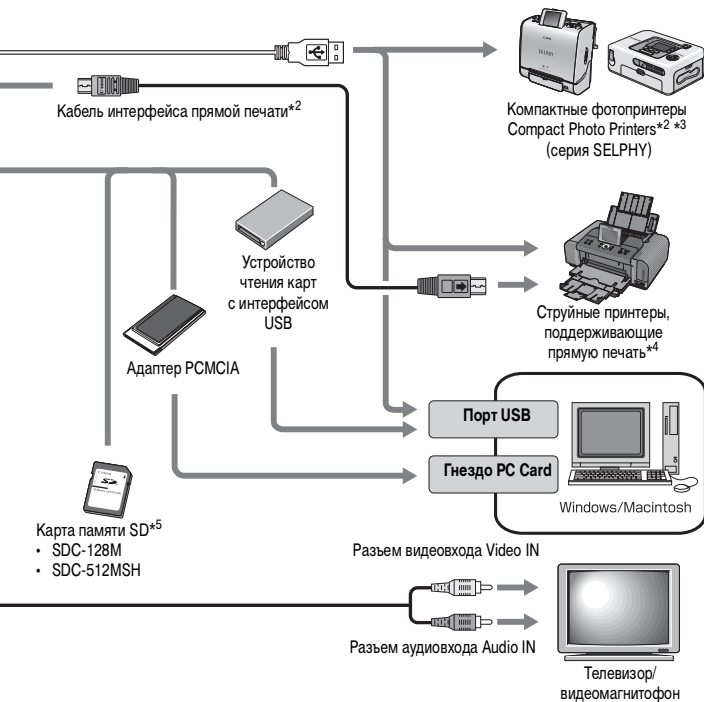 Кабель интерфейса прямой печати*2
Компактные фотопринтеры
Compact Photo Printers*2 *3
(серия SELPHY)
Устройство
чтения карт
с интерфейсом
USB
Струйные принтеры,
поддерживающие
прямую печать*4
Адаптер PCMCIA
Порт USB
Гнездо PC Card
Windows/Macintosh
Карта памяти SD*5
• SDC-128M
• SDC-512MSH
Разъем видеовхода Video IN
Разъем аудиовхода Audio IN
Телевизор/
видеомагнитофон